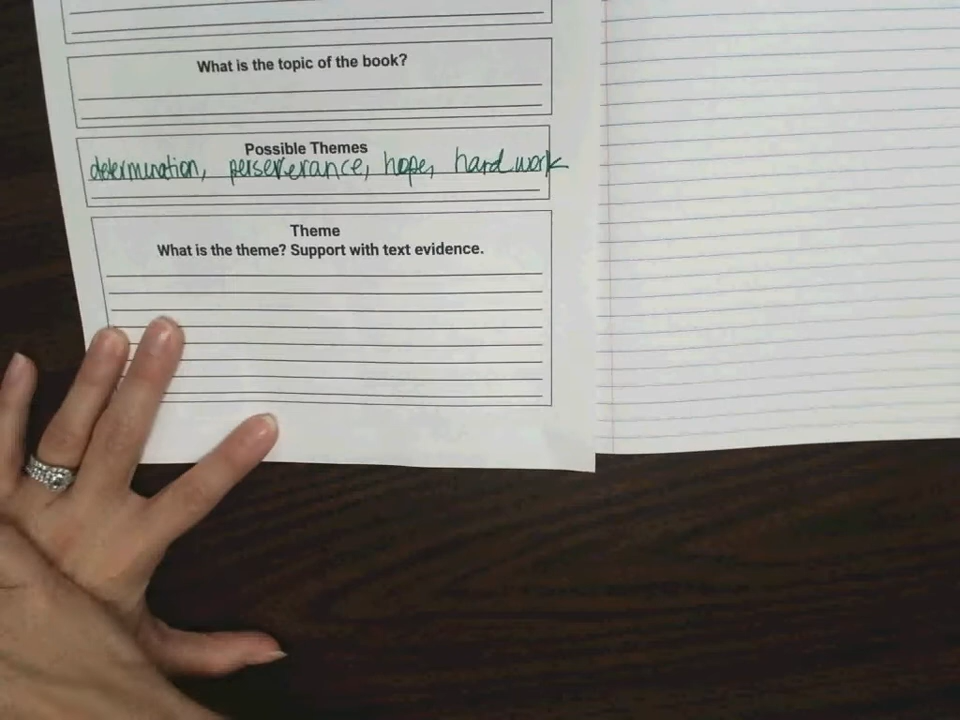 What is the topic of the book?
Possible Themes
determination, perseverance, hope, hard work
Theme
What is the theme? Support with text evidence.